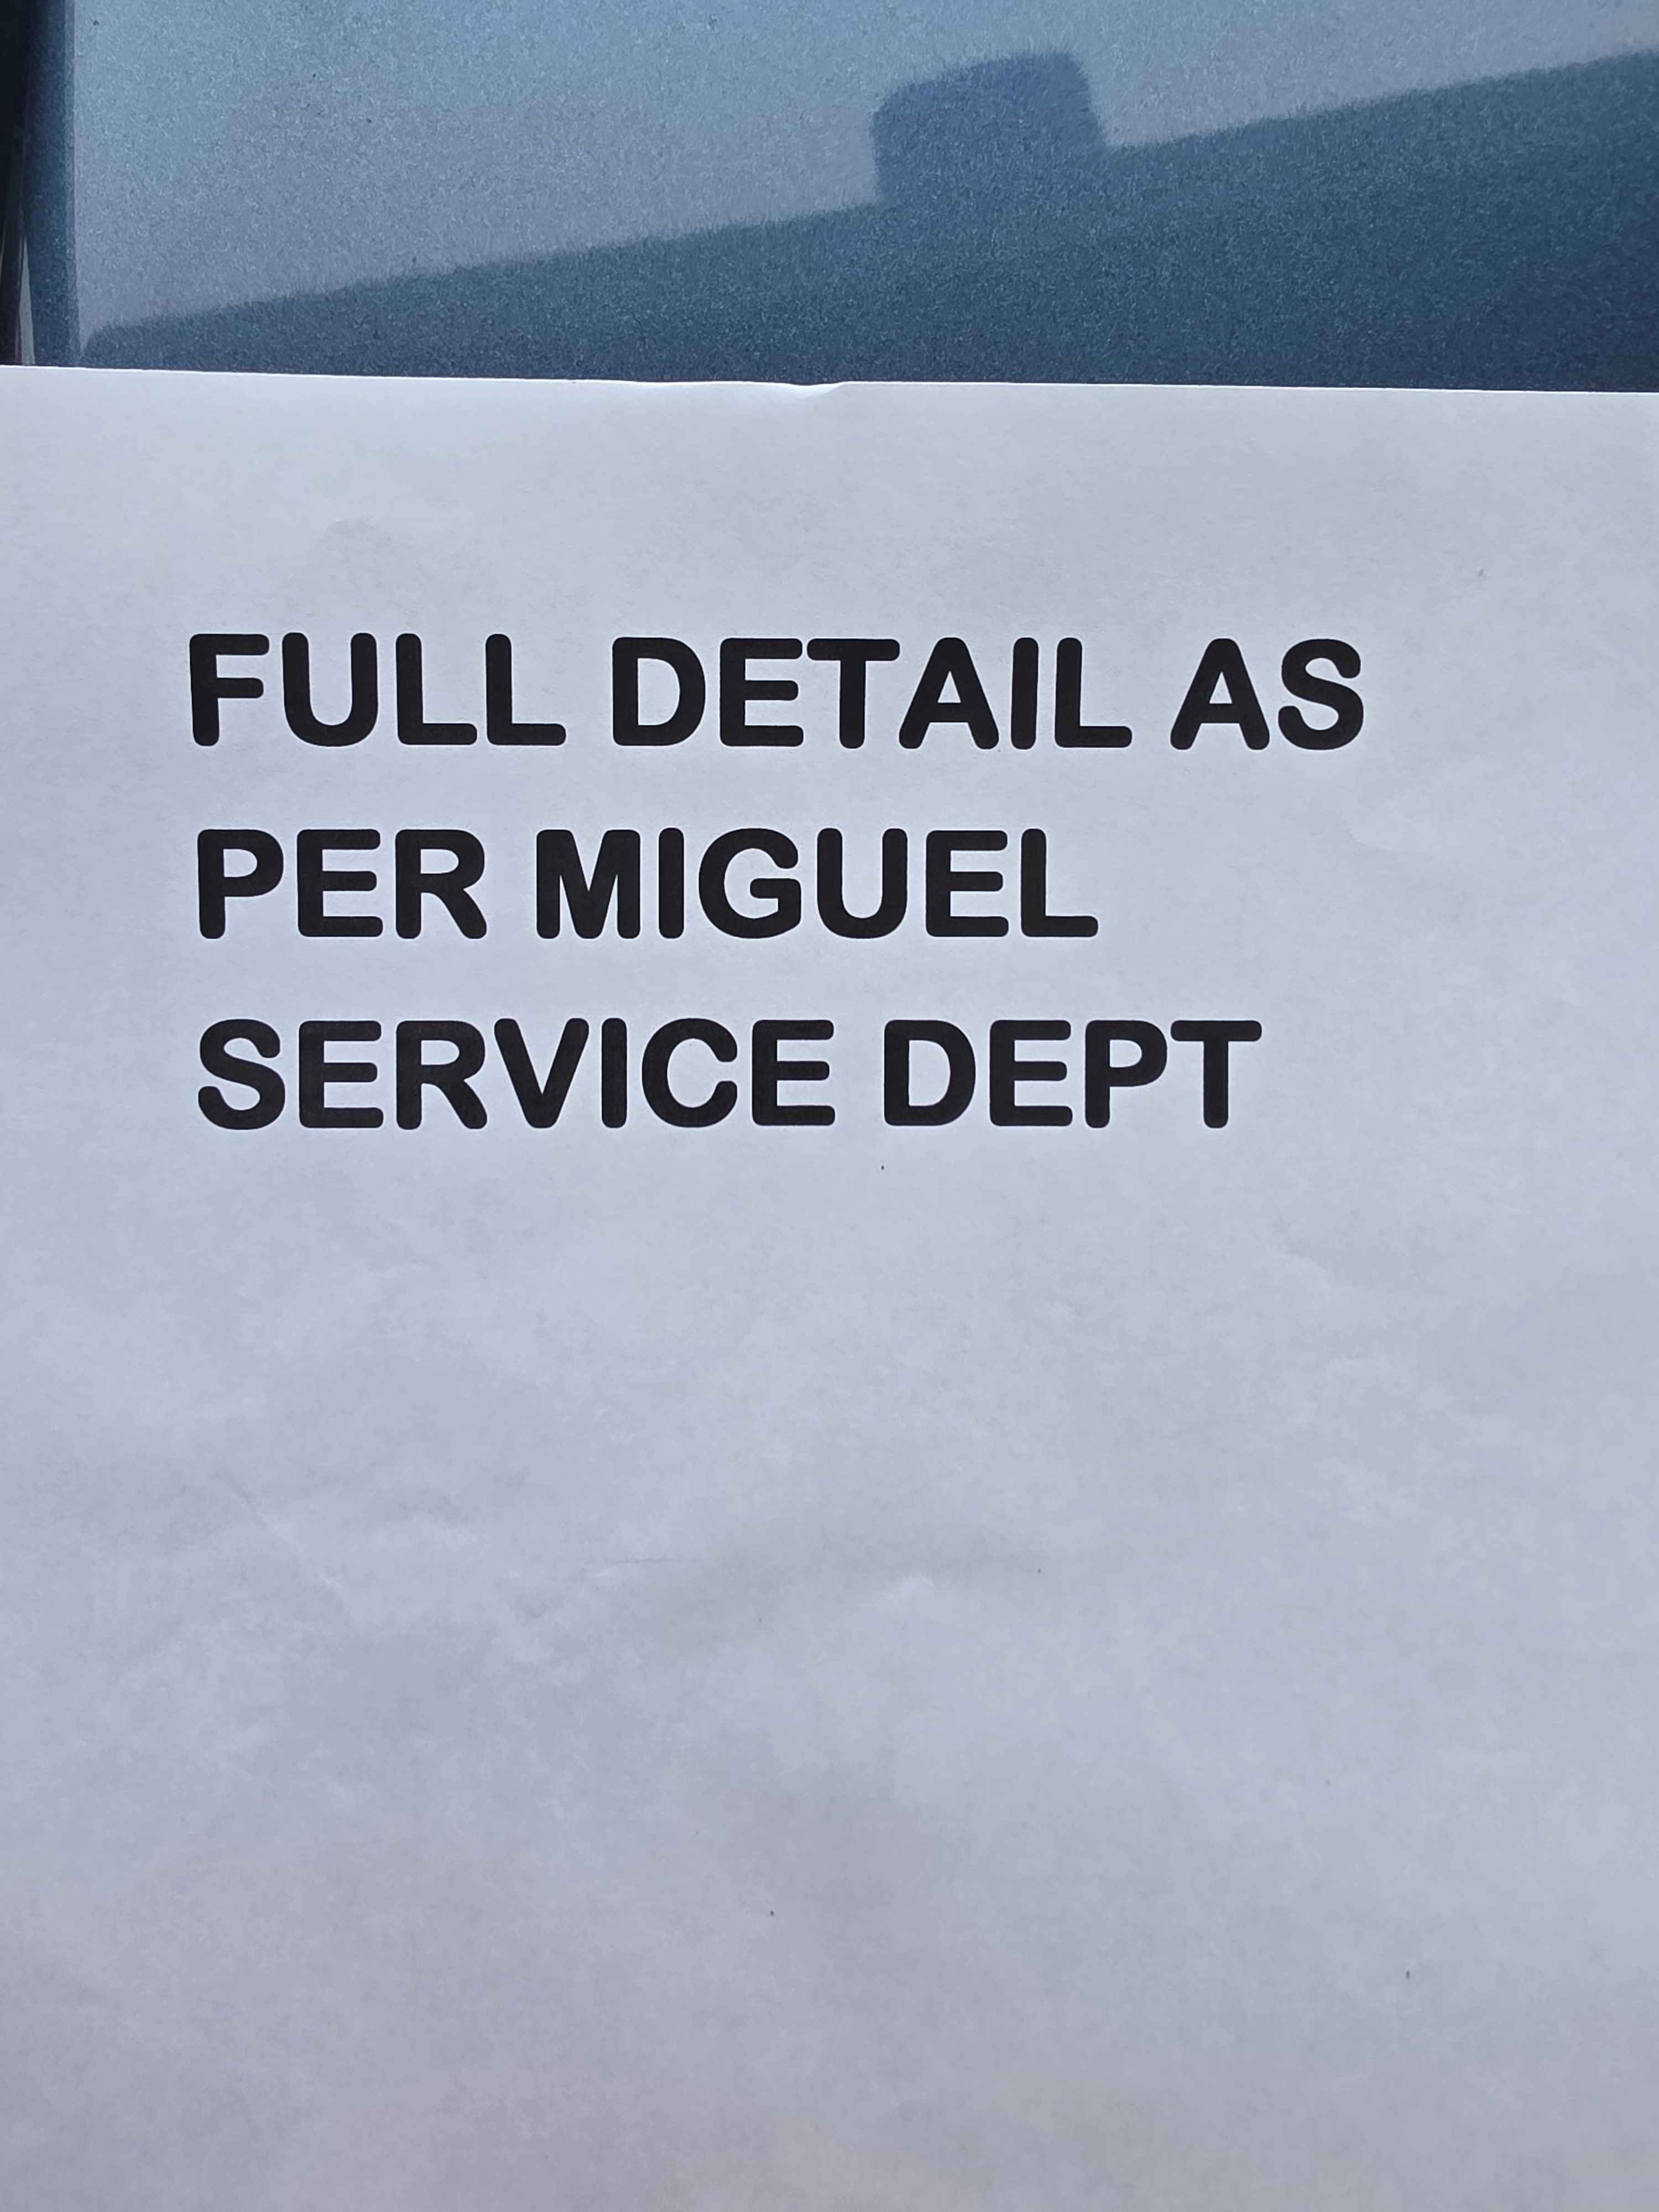 FULL DETAIL AS
PER MIGUEL
SERVICE DEPT